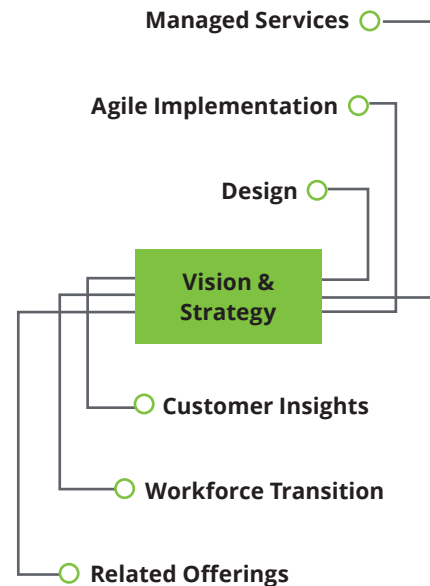 Managed Services
Agile Implementation
Design
Vision &
Strategy
Customer Insights
Workforce Transition
Related Offerings